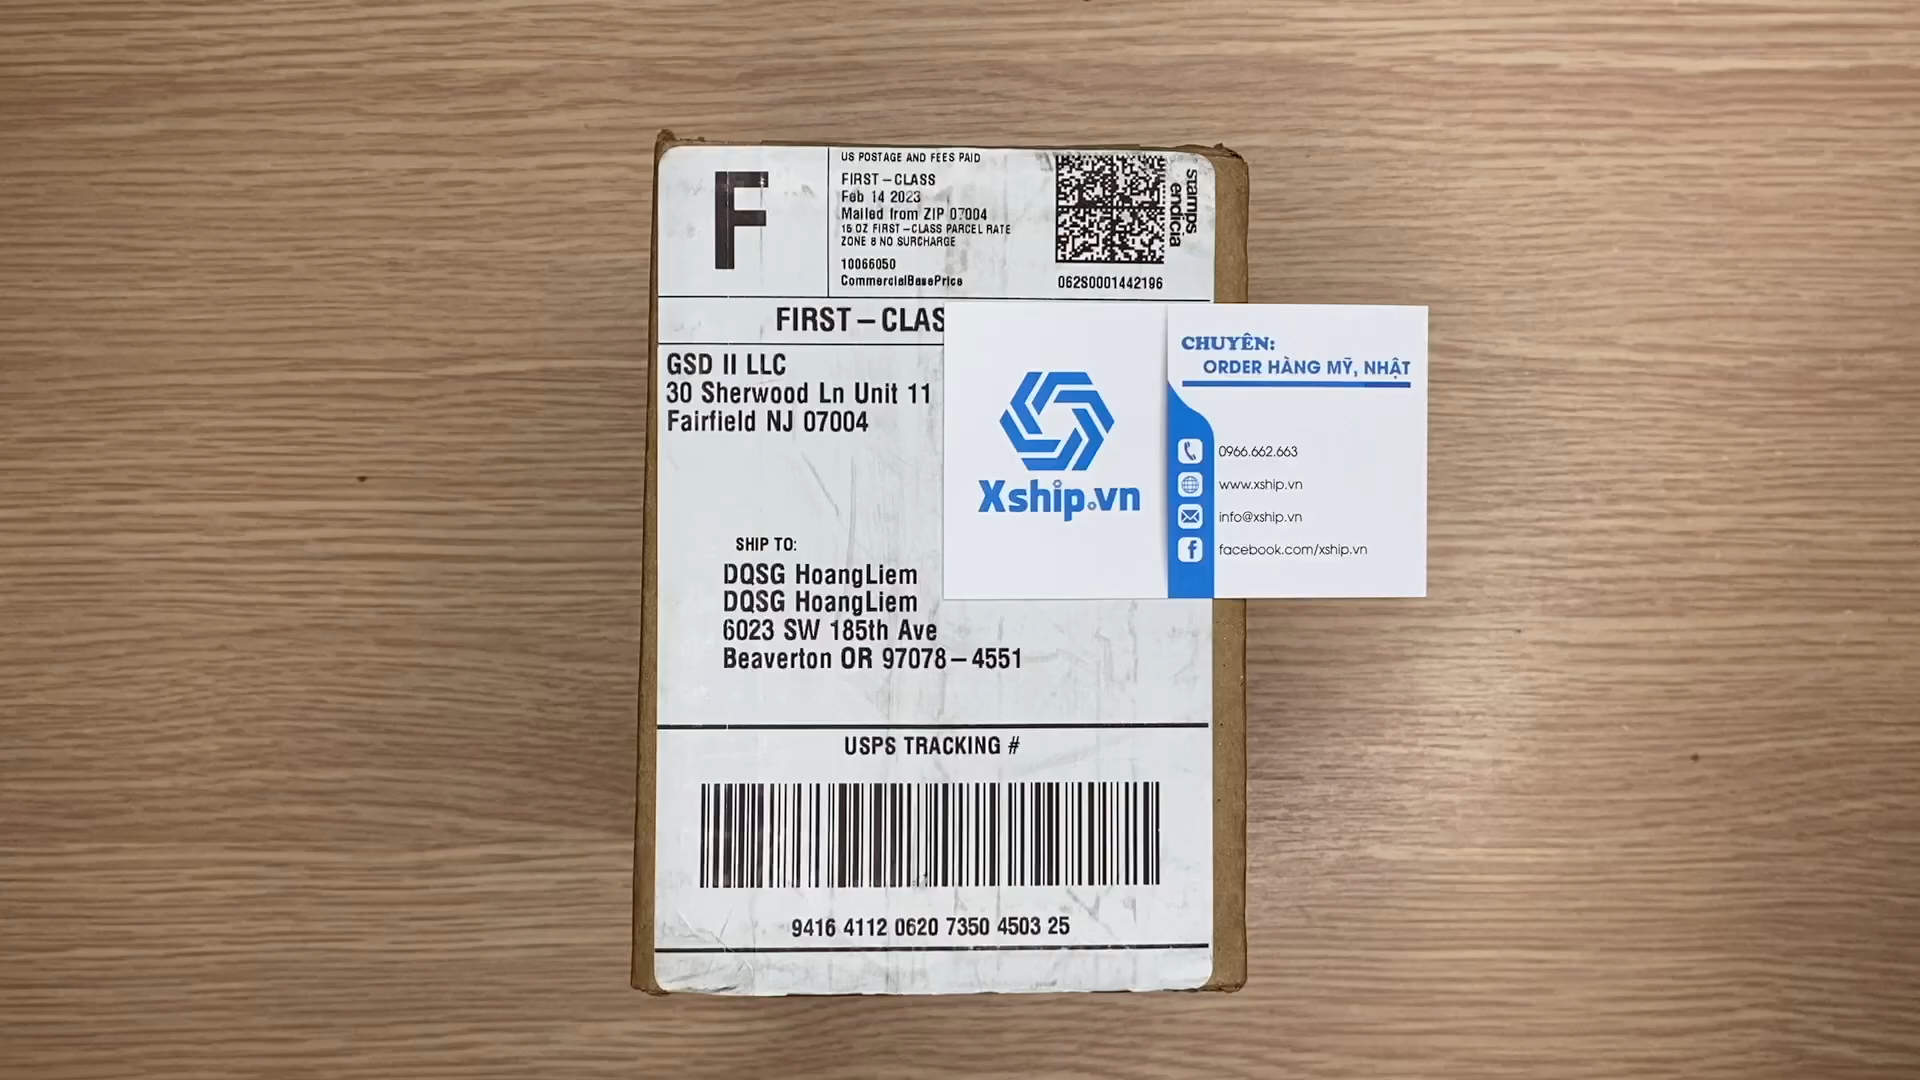 F
US POSTAGE AND FEES PAID
FIRST-CLASS
Feb 14 2023
Mailed from ZIP 07004
16 OZ FIRST-CLASS PARCEL RATE
ZONE 8 NO SURCHARGE
10066050
CommercialBasePrice
stamps
endicia
062S0001442196
FIRST-CLAS
GSD II LLC
30 Sherwood Ln Unit 11
Fairfield NJ 07004
SHIP TO:
DQSG HoangLiem
DQSG HoangLiem
6023 SW 185th Ave
Beaverton OR 97078-4551
USPS TRACKING #
9416 4112 0620 7350 4503 25
Xship.vn
CHUYÊN:
ORDER HÀNG MỸ, NHẬT
0966.662.663
www.xship.vn
info@xship.vn
facebook.com/xship.vn